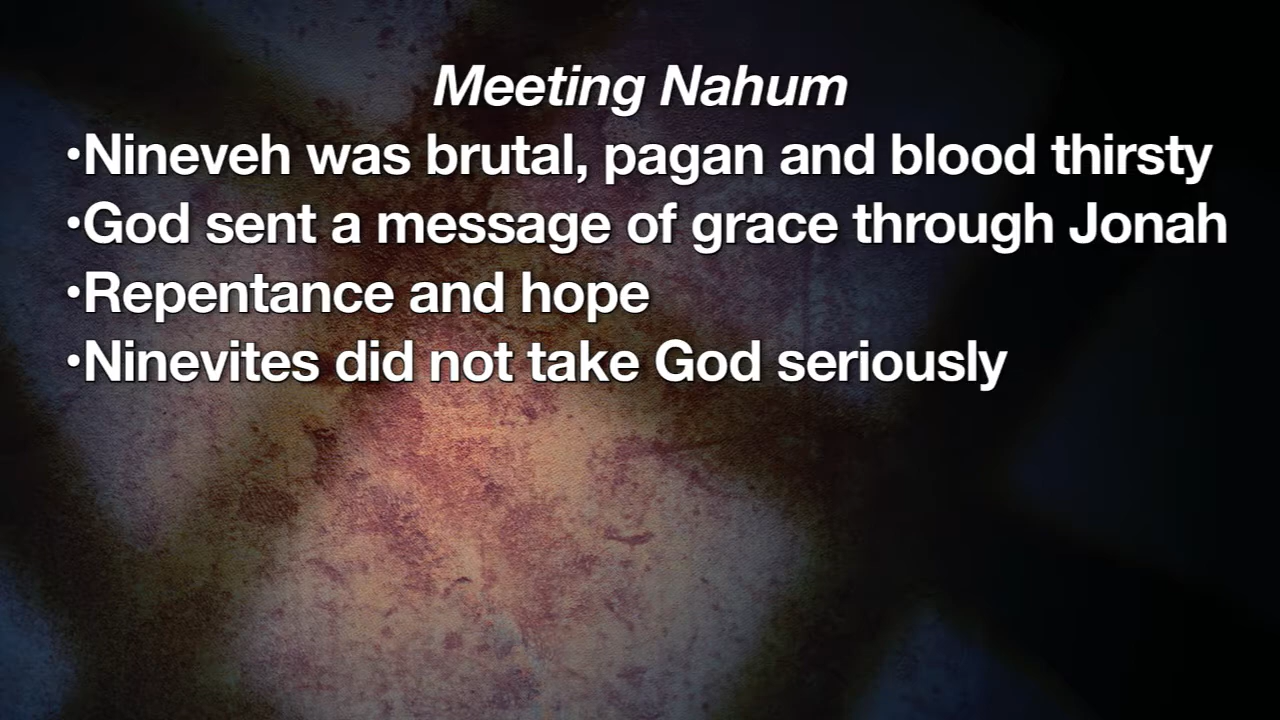 Meeting Nahum
•Nineveh was brutal, pagan and blood thirsty
•God sent a message of grace through Jonah
•Repentance and hope
•Ninevites did not take God seriously